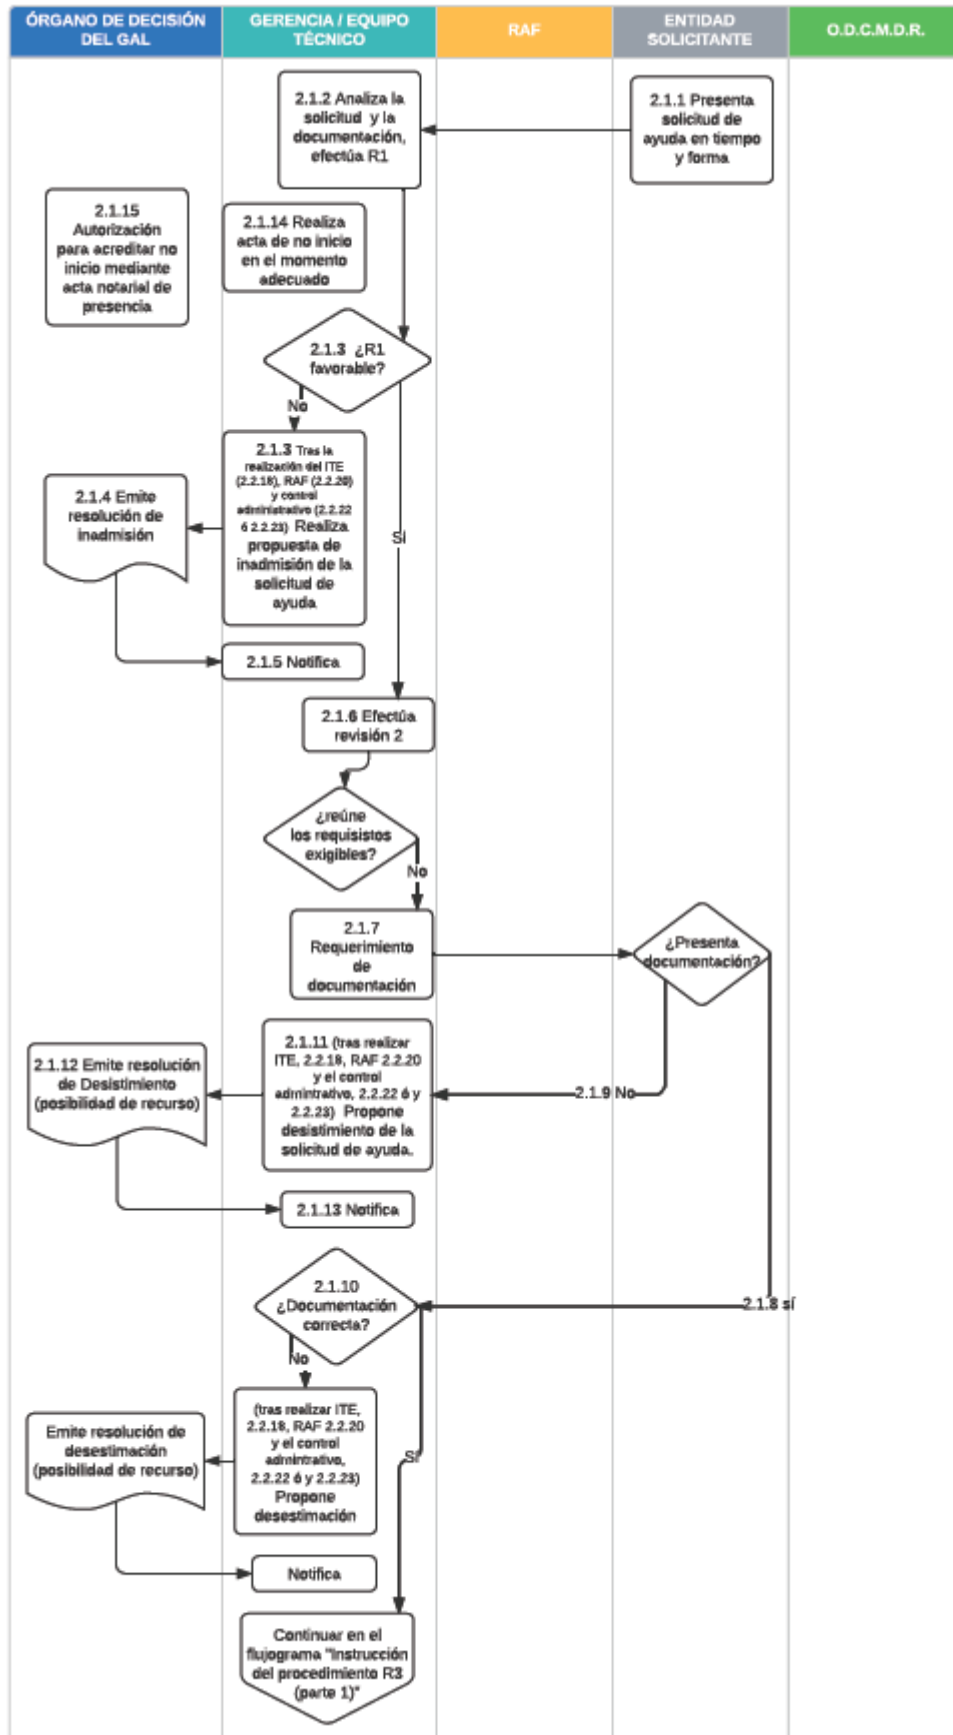 ÓRGANO DE DECISIÓN
DEL GAL
GERENCIA / EQUIPO
TÉCNICO
RAF
ENTIDAD
SOLICITANTE
O.D.C.M.D.R.
2.1.2 Analiza la
solicitud y la
documentación,
efectúa R1
2.1.1 Presenta
solicitud de
ayuda en tiempo
y forma
2.1.15
Autorización
para acreditar no
inicio mediante
acta notarial de
presencia
2.1.14 Realiza
acta de no inicio
en el momento
adecuado
2.1.3 ¿R1
favorable?
No
Sí
2.1.3 Tras la
realización del ITE
(2.2.18), RAF (2.2.20)
y control
administrativo (2.2.22
ó 2.2.23) Realiza
propuesta de
inadmisión de la
solicitud de
ayuda
2.1.4 Emite
resolución de
inadmisión
2.1.5 Notifica
2.1.6 Efectúa
revisión 2
¿reúne
los requisistos
exigibles?
No
2.1.7
Requerimiento
de
documentación
¿Presenta
documentación?
2.1.9 No
2.1.11 (tras realizar
ITE, 2.2.18, RAF 2.2.20
y el control
admintrativo, 2.2.22 ó y
2.2.23) Propone
desistimiento de la
solicitud de ayuda.
2.1.12 Emite resolución
de Desistimiento
(posibilidad de recurso)
2.1.13 Notifica
2.1.8 sí
2.1.10
¿Documentación
correcta?
No
Sí
(tras realizar ITE,
2.2.18, RAF 2.2.20
y el control
admintrativo,
2.2.22 ó y 2.2.23)
Propone
desestimación
Emite resolución de
desestimación
(posibilidad de recurso)
Notifica
Continuar en el
flujograma "Instrucción
del procedimiento R3
(parte 1)"